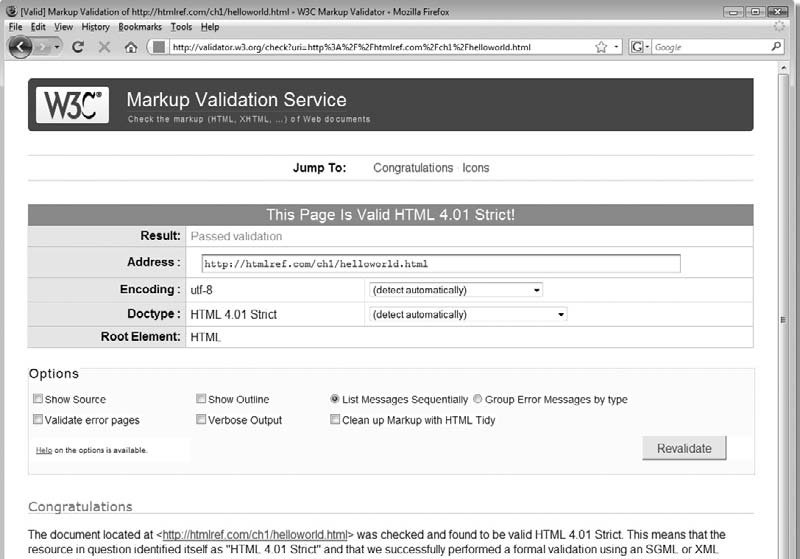 [Valid] Markup Validation of http://htmlref.com/ch1/helloworld.html - W3C Markup Validator - Mozilla Firefox
File Edit View History Bookmarks Tools Help
http://validator.w3.org/check?uri=http%3A%2F%2Fhtmlref.com%2Fch1%2Fhelloworld.html G Google
W3C® Markup Validation Service
Check the markup (HTML, XHTML, ...) of Web documents
Jump To: Congratulations · Icons
This Page Is Valid HTML 4.01 Strict!
Result: Passed validation
Address : http://htmlref.com/ch1/helloworld.html
Encoding : utf-8 (detect automatically)
Doctype : HTML 4.01 Strict (detect automatically)
Root Element: HTML
Options
Show Source Show Outline List Messages Sequentially Group Error Messages by type
Validate error pages Verbose Output Clean up Markup with HTML Tidy
Help on the options is available.
Revalidate
Congratulations
The document located at <http://htmlref.com/ch1/helloworld.html> was checked and found to be valid HTML 4.01 Strict. This means that the
resource in question identified itself as "HTML 4.01 Strict" and that we successfully performed a formal validation using an SGML or XML